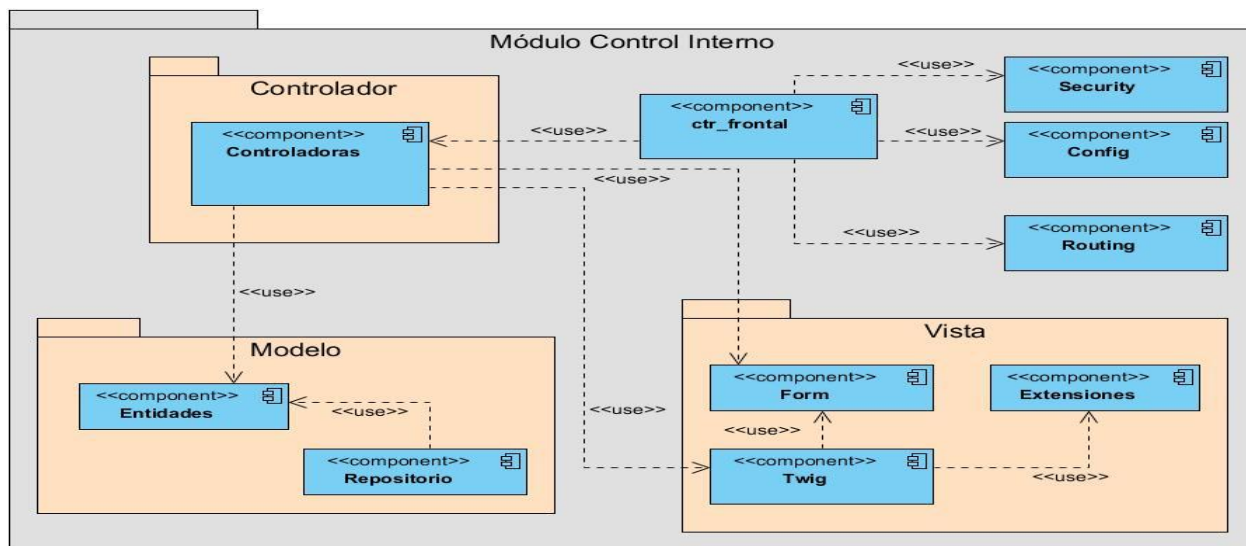 Módulo Control Interno
Controlador
<<component>>
Controladoras
<<use>>
<<component>>
ctr_frontal
<<use>>
<<component>>
Security
<<use>>
<<component>>
Config
<<use>>
<<use>>
<<component>>
Routing
<<use>>
Modelo
<<component>>
Entidades
<<use>>
<<component>>
Repositorio
<<use>>
Vista
<<component>>
Form
<<component>>
Extensiones
<<use>>
<<component>>
Twig
<<use>>